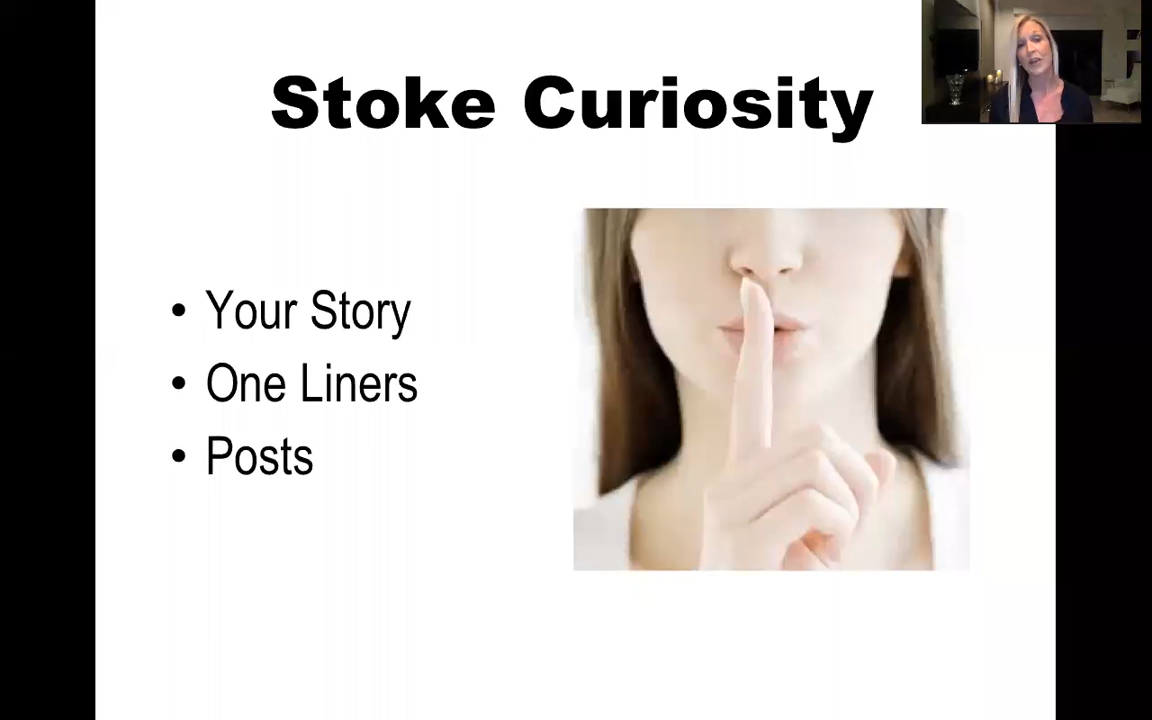 Stoke Curiosity
• Your Story
• One Liners
• Posts